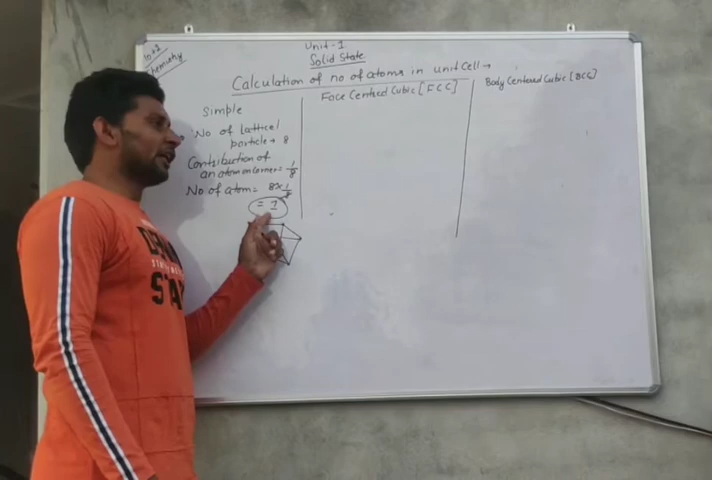 10+2
chemistry
Unit-1
Solid State
Calculation of no of atoms in unit Cell →
Simple
No of Lattice/
particle → 8
Contribution of
an atom on corner = 1/8
No of atom = 8 × 1/8
= 1
Face Centred Cubic [FCC]
Body Centered Cubic [BCC]